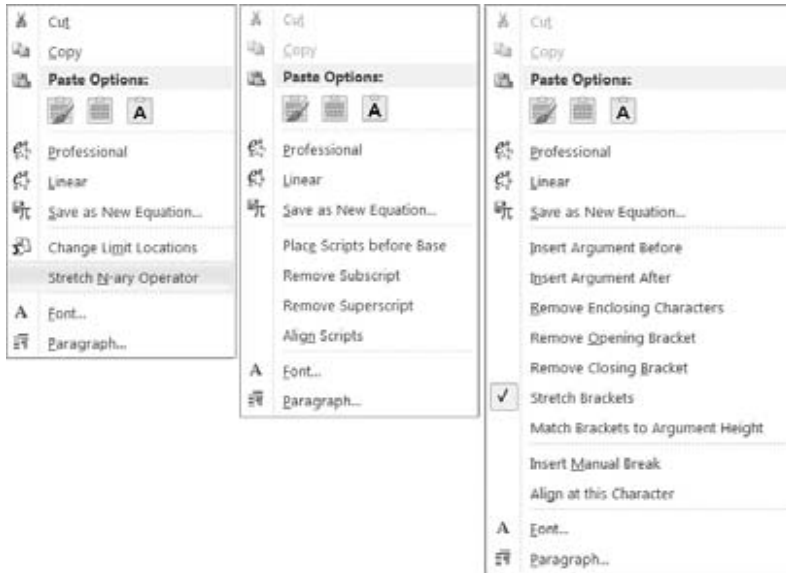 Cut
Copy
Paste Options:
A
Professional
Linear
Save as New Equation...
Change Limit Locations
Stretch N-ary Operator
A Font...
Paragraph...
Cut
Copy
Paste Options:
A
Professional
Linear
Save as New Equation...
Place Scripts before Base
Remove Subscript
Remove Superscript
Align Scripts
A Font...
Paragraph...
Cut
Copy
Paste Options:
A
Professional
Linear
Save as New Equation...
Insert Argument Before
Insert Argument After
Remove Enclosing Characters
Remove Opening Bracket
Remove Closing Bracket
Stretch Brackets
Match Brackets to Argument Height
Insert Manual Break
Align at this Character
A Font...
Paragraph...